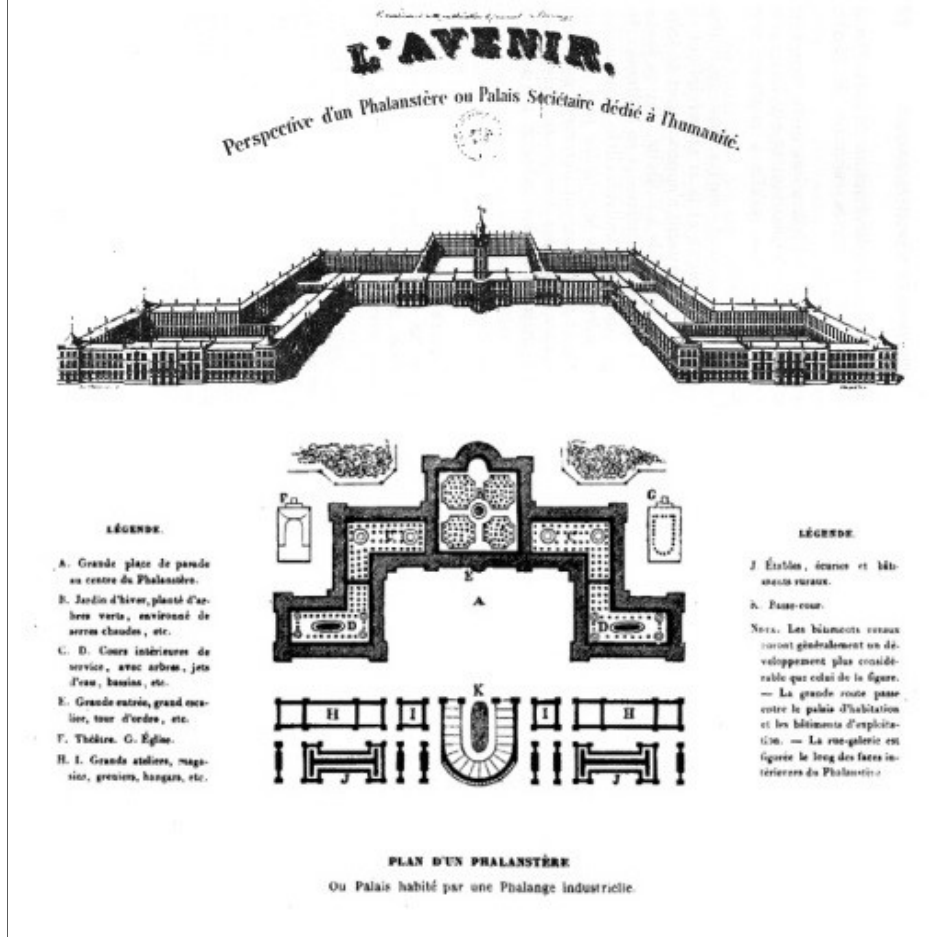 L'AVENIR.
Perspective d'un Phalanstère ou Palais Sociétaire dédié à l'humanité.
F
G
E
A
C
C
D
D
K
H
I
I
H
J
J
LÉGENDE.
A. Grande place de parade
au centre du Phalanstère.
B. Jardin d'hiver, planté d'ar-
bres verts, environné de
serres chaudes, etc.
C. D. Cours intérieures de
service, avec arbres, jets
d'eau, bassins, etc.
E. Grande entrée, grand esca-
lier, tour d'ordre, etc.
F. Théâtre. G. Église.
H. I. Grands ateliers, maga-
sins, greniers, hangars, etc.
LÉGENDE.
J. Étables, écuries et bâti-
ments ruraux.
K. Basse-cour.
Nota. Les bâtiments ruraux
seront généralement un dé-
veloppement plus considé-
rable que celui de la figure.
— La grande route passe
entre le palais d'habitation
et les bâtiments d'exploita-
tion. — La rue-galerie est
figurée le long des faces in-
térieures du Phalanstère
PLAN D'UN PHALANSTÈRE
Ou Palais habité par une Phalange industrielle.